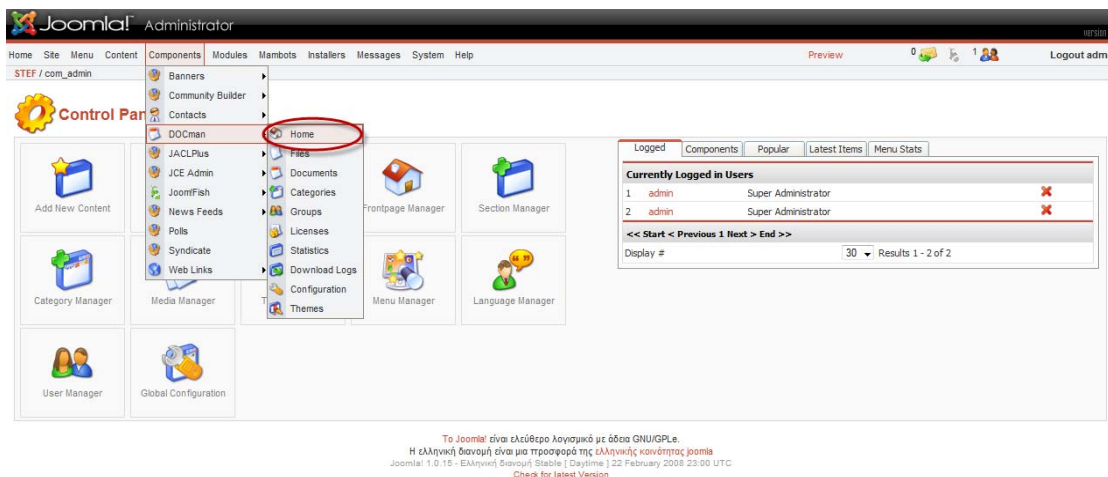 Joomla! Administrator
version
Home Site Menu Content Components Modules Mambots Installers Messages System Help Preview 0 1 Logout adm
STEF / com_admin
Control Pan
Banners
Community Builder
Contacts
DOCman
JACLPlus
JCE Admin
Joom!Fish
News Feeds
Polls
Syndicate
Web Links
Home
Files
Documents
Categories
Groups
Licenses
Statistics
Download Logs
Configuration
Themes
Add New Content
Frontpage Manager
Section Manager
Category Manager
Media Manager
T
Menu Manager
Language Manager
User Manager
Global Configuration
Logged Components Popular Latest Items Menu Stats
Currently Logged in Users
1 admin Super Administrator
2 admin Super Administrator
<< Start < Previous 1 Next > End >>
Display # 30 Results 1 - 2 of 2
Το Joomla! είναι ελεύθερο λογισμικό με άδεια GNU/GPLe.
Η ελληνική διανομή είναι μια προσφορά της ελληνικής κοινότητας joomla
Joomla! 1.0.15 - Ελληνική διανομή Stable [ Daytime ] 22 February 2008 23:00 UTC
Check for latest Version